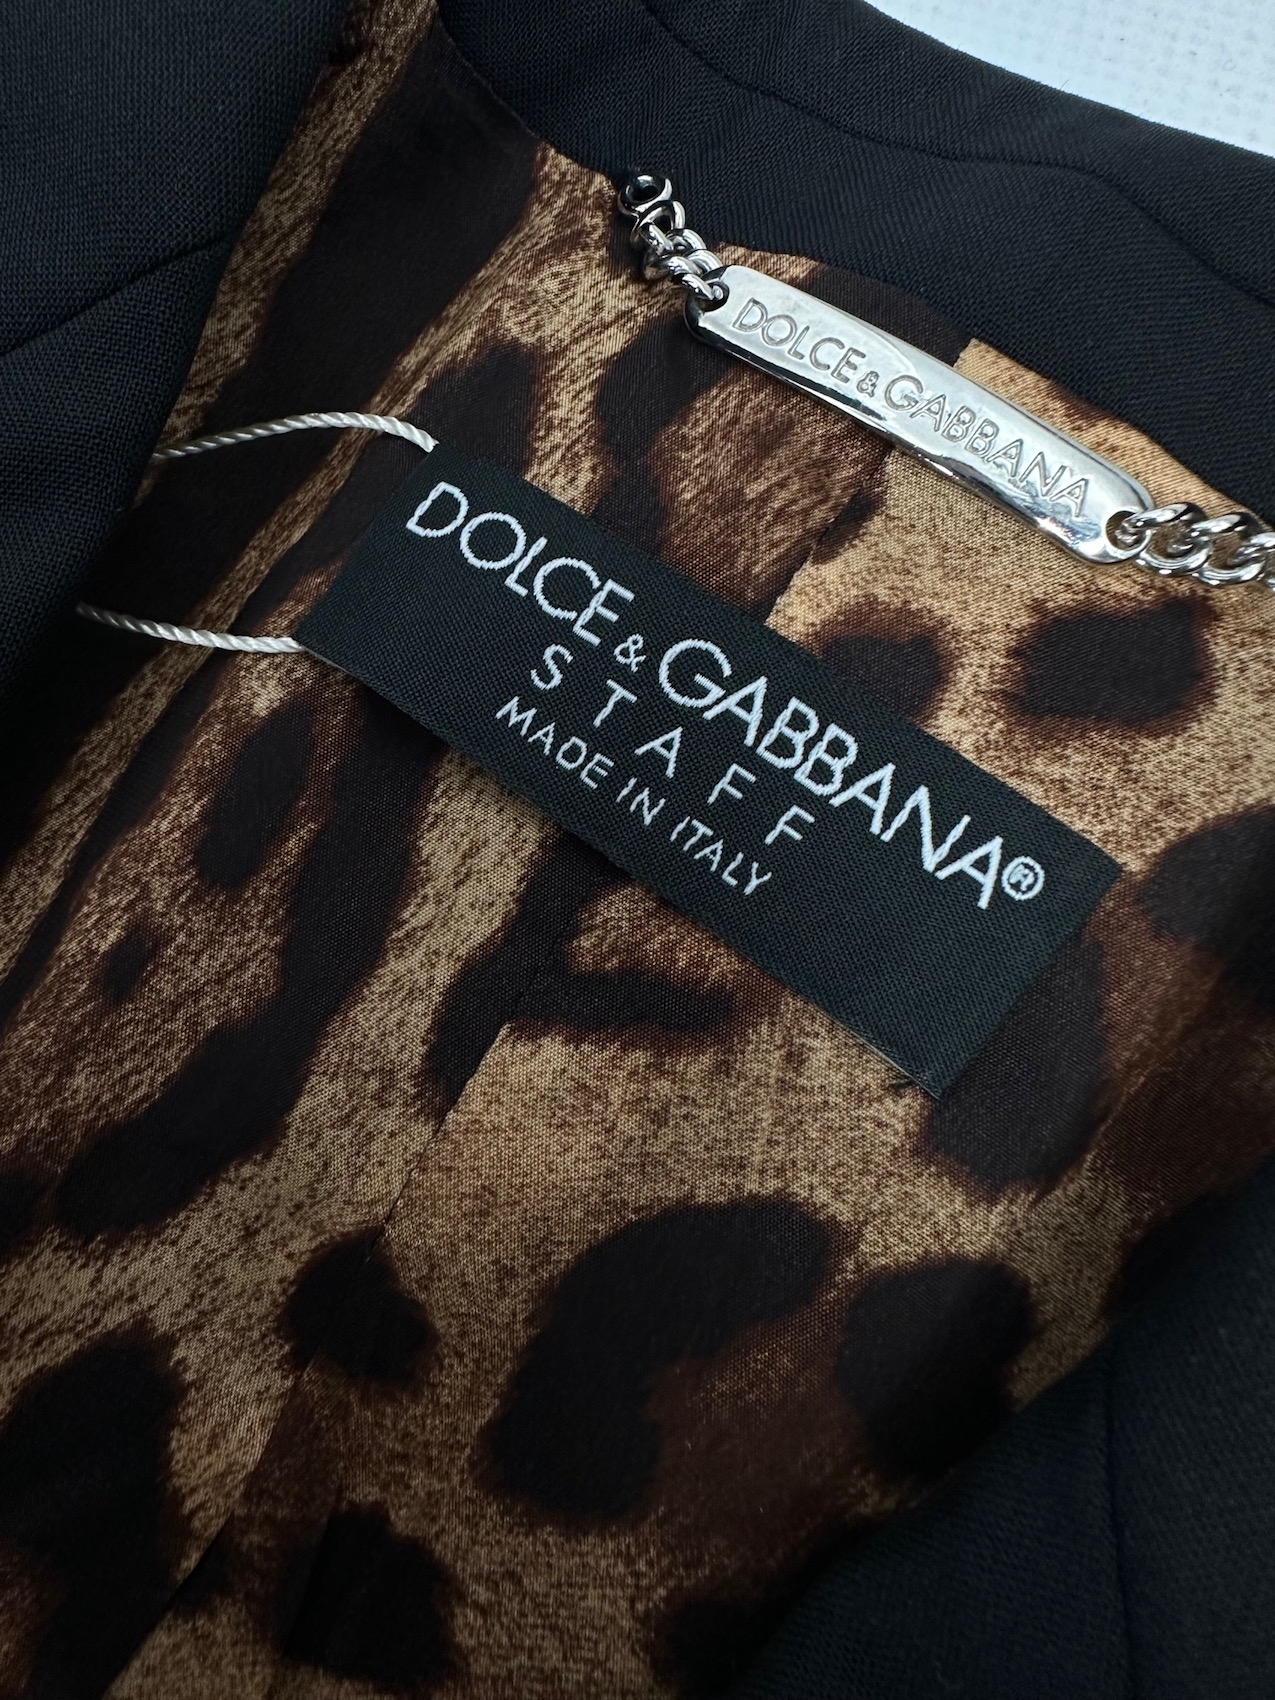 DOLCE & GABBANA
DOLCE & GABBANA®
STAFF
MADE IN ITALY